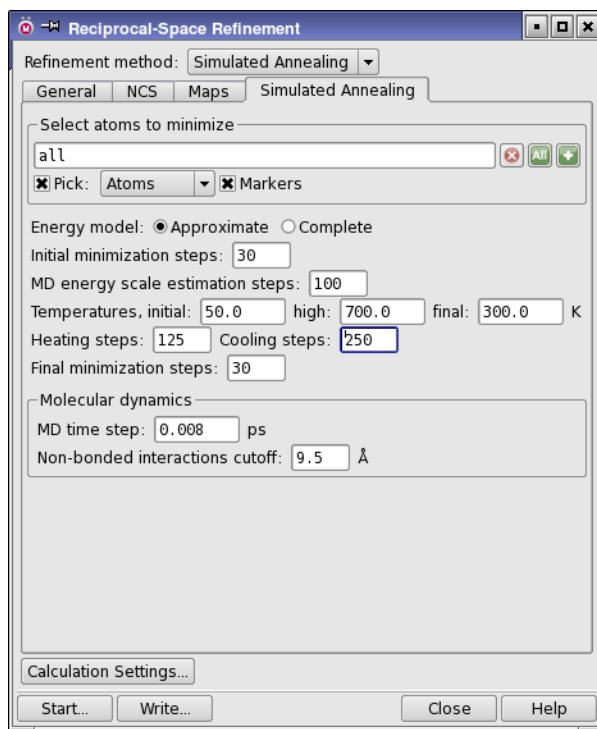 Reciprocal-Space Refinement
Refinement method: Simulated Annealing
General NCS Maps Simulated Annealing
Select atoms to minimize
all All
Pick: Atoms Markers
Energy model: Approximate Complete
Initial minimization steps: 30
MD energy scale estimation steps: 100
Temperatures, initial: 50.0 high: 700.0 final: 300.0 K
Heating steps: 125 Cooling steps: 250
Final minimization steps: 30
Molecular dynamics
MD time step: 0.008 ps
Non-bonded interactions cutoff: 9.5 Å
Calculation Settings...
Start... Write... Close Help